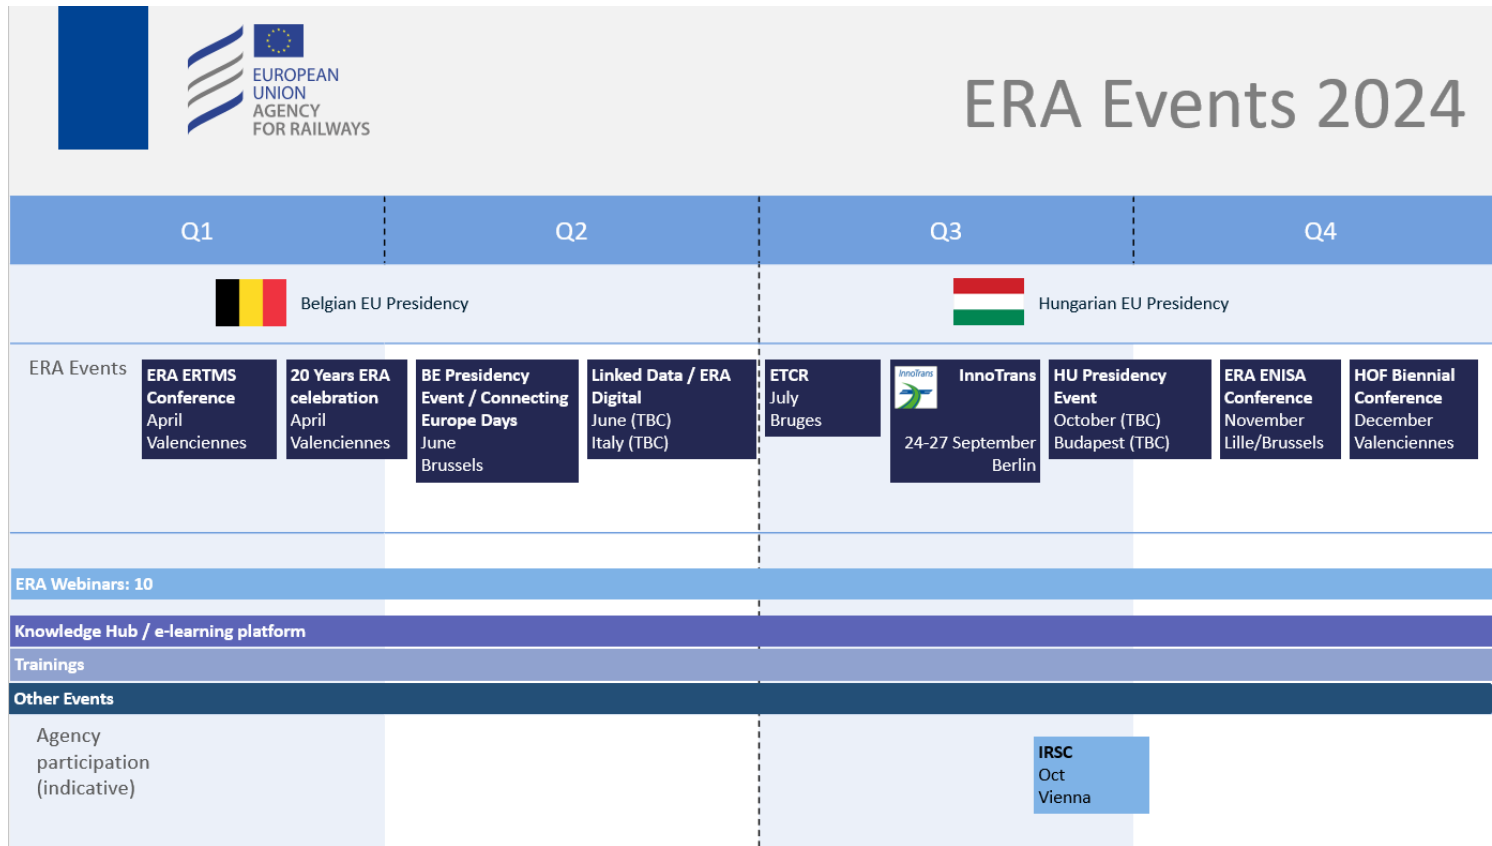 EUROPEAN
UNION
AGENCY
FOR RAILWAYS
ERA Events 2024
Q1
Q2
Q3
Q4
Belgian EU Presidency
Hungarian EU Presidency
ERA Events
ERA ERTMS
Conference
April
Valenciennes
20 Years ERA
celebration
April
Valenciennes
BE Presidency
Event / Connecting
Europe Days
June
Brussels
Linked Data / ERA
Digital
June (TBC)
Italy (TBC)
ETCR
July
Bruges
InnoTrans
InnoTrans
24-27 September
Berlin
HU Presidency
Event
October (TBC)
Budapest (TBC)
ERA ENISA
Conference
November
Lille/Brussels
HOF Biennial
Conference
December
Valenciennes
ERA Webinars: 10
Knowledge Hub / e-learning platform
Trainings
Other Events
Agency
participation
(indicative)
IRSC
Oct
Vienna